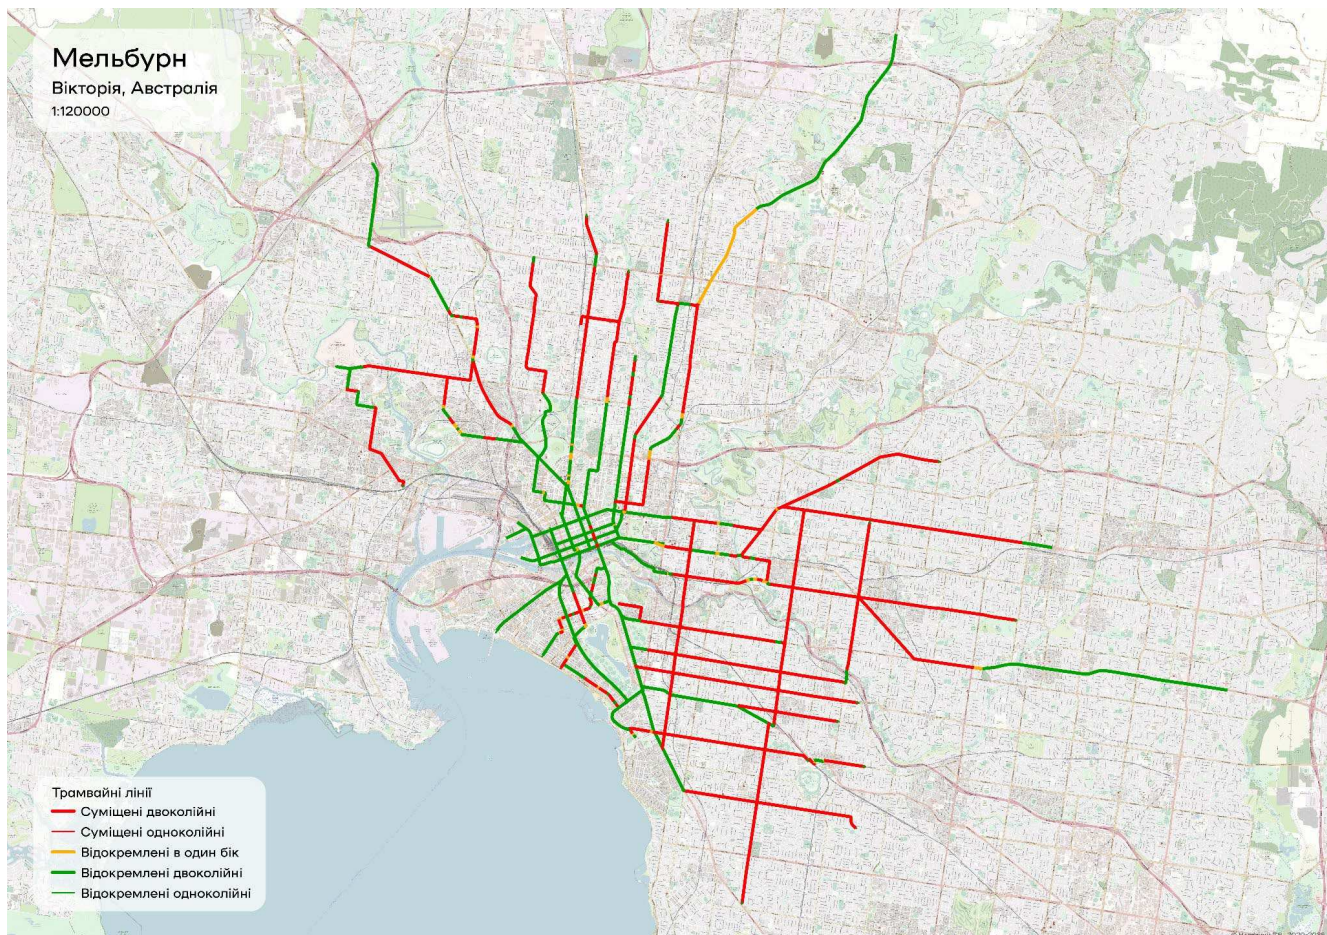 Мельбурн
Вікторія, Австралія
1:120000
Трамвайні лінії
Суміщені двоколійні
Суміщені одноколійні
Відокремлені в один бік
Відокремлені двоколійні
Відокремлені одноколійні